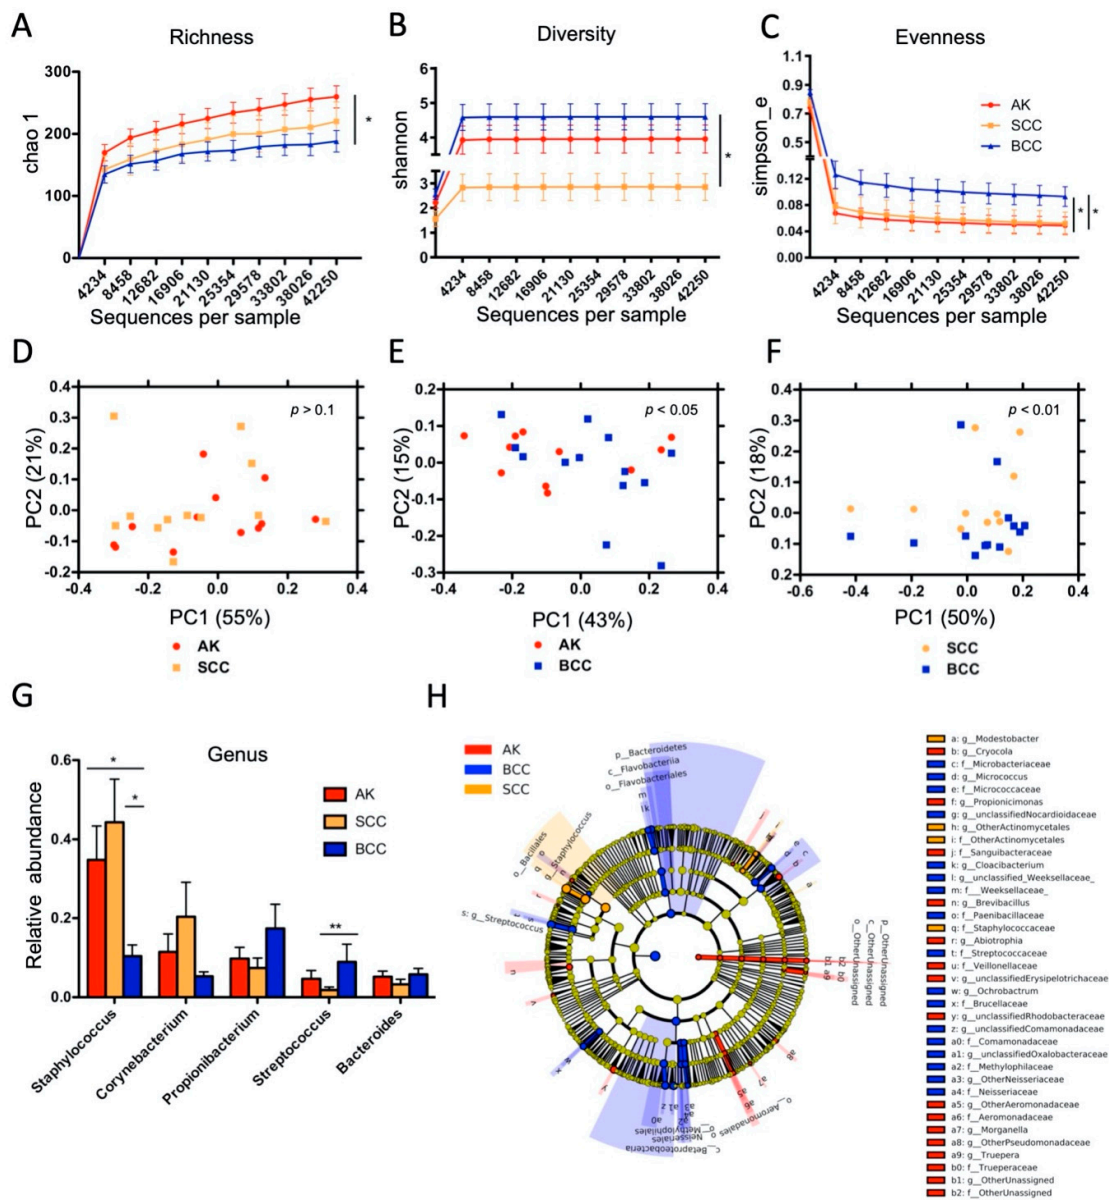 A
Richness
chao 1
300
200
100
0
*
4234
8458
12682
16906
21130
25354
29578
33802
38026
42250
Sequences per sample
B
Diversity
shannon
6
5
4
3
2
1
0
*
4234
8458
12682
16906
21130
25354
29578
33802
38026
42250
Sequences per sample
C
Evenness
simpson_e
1.1
0.9
0.7
0.5
0.12
0.08
0.04
0.00
AK
SCC
BCC
* *
4234
8458
12682
16906
21130
25354
29578
33802
38026
42250
Sequences per sample
D
PC2 (21%)
0.4
0.3
0.2
0.1
0.0
-0.1
-0.2
p > 0.1
-0.4 -0.2 0.0 0.2 0.4
PC1 (55%)
AK
SCC
E
PC2 (15%)
0.2
0.1
0.0
-0.1
-0.2
-0.3
p < 0.05
-0.4 -0.2 0.0 0.2 0.4
PC1 (43%)
AK
BCC
F
PC2 (18%)
0.4
0.3
0.2
0.1
0.0
0.1
0.2
p < 0.01
-0.6 -0.4 -0.2 0.0 0.2 0.4
PC1 (50%)
SCC
BCC
G
Genus
Relative abundance
0.6
0.4
0.2
0.0
*
*
**
AK
SCC
BCC
Staphylococcus
Corynebacterium
Propionibacterium
Streptococcus
Bacteroides
H
AK
BCC
SCC
p__Bacteroidetes
c__Flavobacteriia
o__Flavobacteriales
m
l k
o__Bacillales
g__Staphylococcus
s: g__Streptococcus
n
p__OtherUnassigned
c__OtherUnassigned
o__OtherUnassigned
b2
b1 b0
a9
a8
a7
a6
a5
o__Aeromonadales
a3
a1
z
a0
o__Methylophilales
Neisseriales
c__Betaproteobacteria
x
a: g__Modestobacter
b: g__Cryocola
c: f__Microbacteriaceae
d: g__Micrococcus
e: f__Micrococcaceae
f: g__Propionicimonas
g: g__unclassifiedNocardioidaceae
h: g__OtherActinomycetales
i: f__OtherActinomycetales
j: f__Sanguibacteraceae
k: g__Cloacibacterium
l: g__unclassified_Weeksellaceae_
m: f___Weeksellaceae_
n: g__Brevibacillus
o: f__Paenibacillaceae
q: f__Staphylococcaceae
r: g__Abiotrophia
t: f__Streptococcaceae
u: f__Veillonellaceae
v: g__unclassifiedErysipelotrichaceae
w: g__Ochrobactrum
x: f__Brucellaceae
y: g__unclassifiedRhodobacteraceae
z: g__unclassifiedComamonadaceae
a0: f__Comamonadaceae
a1: g__unclassifiedOxalobacteraceae
a2: f__Methylophilaceae
a3: g__OtherNeisseriaceae
a4: f__Neisseriaceae
a5: g__OtherAeromonadaceae
a6: f__Aeromonadaceae
a7: g__Morganella
a8: g__OtherPseudomonadaceae
a9: g__Truepera
b0: f__Trueperaceae
b1: g__OtherUnassigned
b2: f__OtherUnassigned